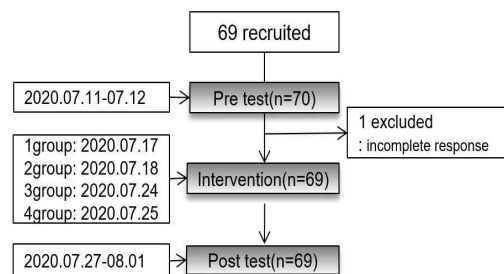 69 recruited
2020.07.11-07.12
Pre test(n=70)
1 excluded
: incomplete response
1group: 2020.07.17
2group: 2020.07.18
3group: 2020.07.24
4group: 2020.07.25
Intervention(n=69)
2020.07.27-08.01
Post test(n=69)